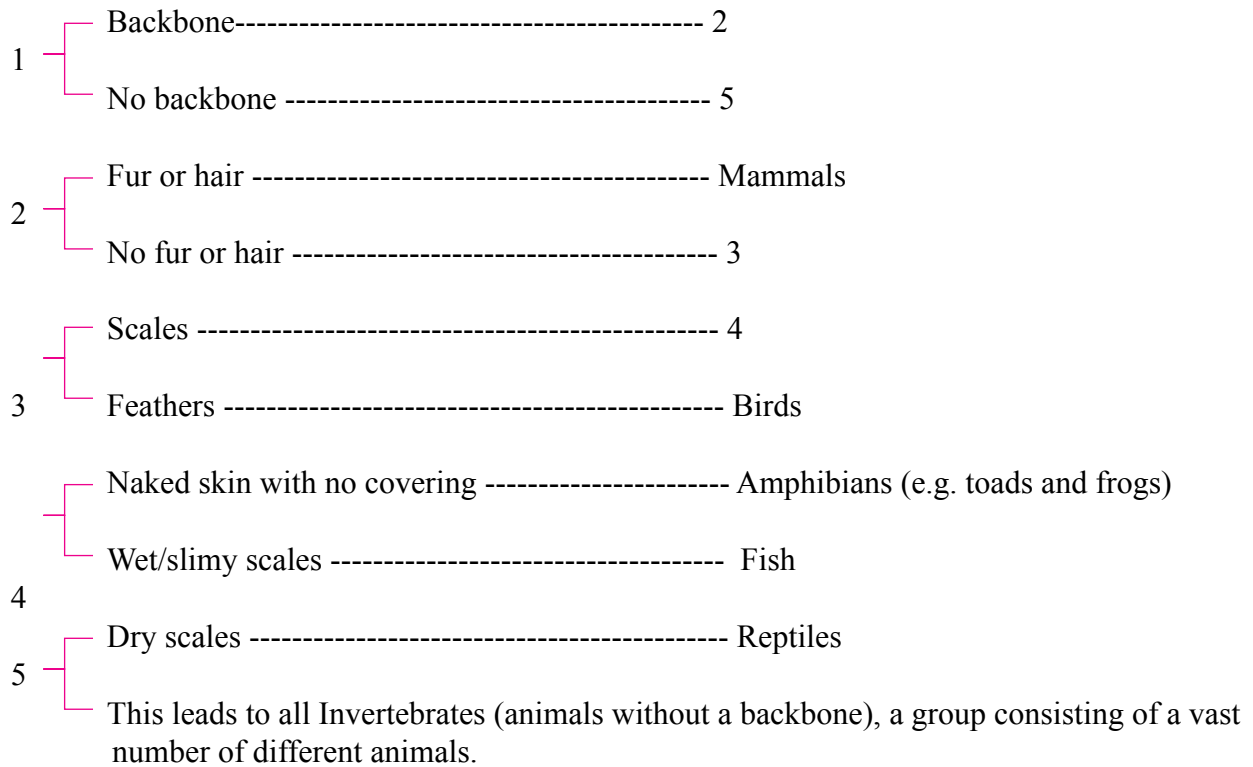 Backbone-------------------------------------------- 2
1
No backbone ---------------------------------------- 5
Fur or hair ------------------------------------------- Mammals
2
No fur or hair ---------------------------------------- 3
Scales ------------------------------------------------- 4
3 Feathers ----------------------------------------------- Birds
Naked skin with no covering ----------------------- Amphibians (e.g. toads and frogs)
Wet/slimy scales ------------------------------------- Fish
4
Dry scales --------------------------------------------- Reptiles
5
This leads to all Invertebrates (animals without a backbone), a group consisting of a vast
number of different animals.